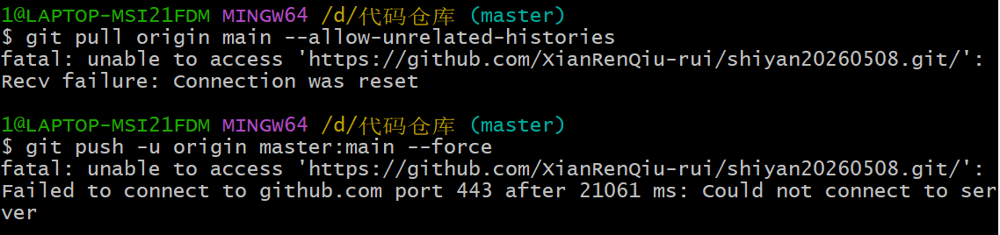 1@LAPTOP-MSI21FDM MINGW64 /d/代码仓库 (master)
$ git pull origin main --allow-unrelated-histories
fatal: unable to access 'https://github.com/XianRenQiu-rui/shiyan20260508.git/':
Recv failure: Connection was reset
1@LAPTOP-MSI21FDM MINGW64 /d/代码仓库 (master)
$ git push -u origin master:main --force
fatal: unable to access 'https://github.com/XianRenQiu-rui/shiyan20260508.git/':
Failed to connect to github.com port 443 after 21061 ms: Could not connect to ser
ver